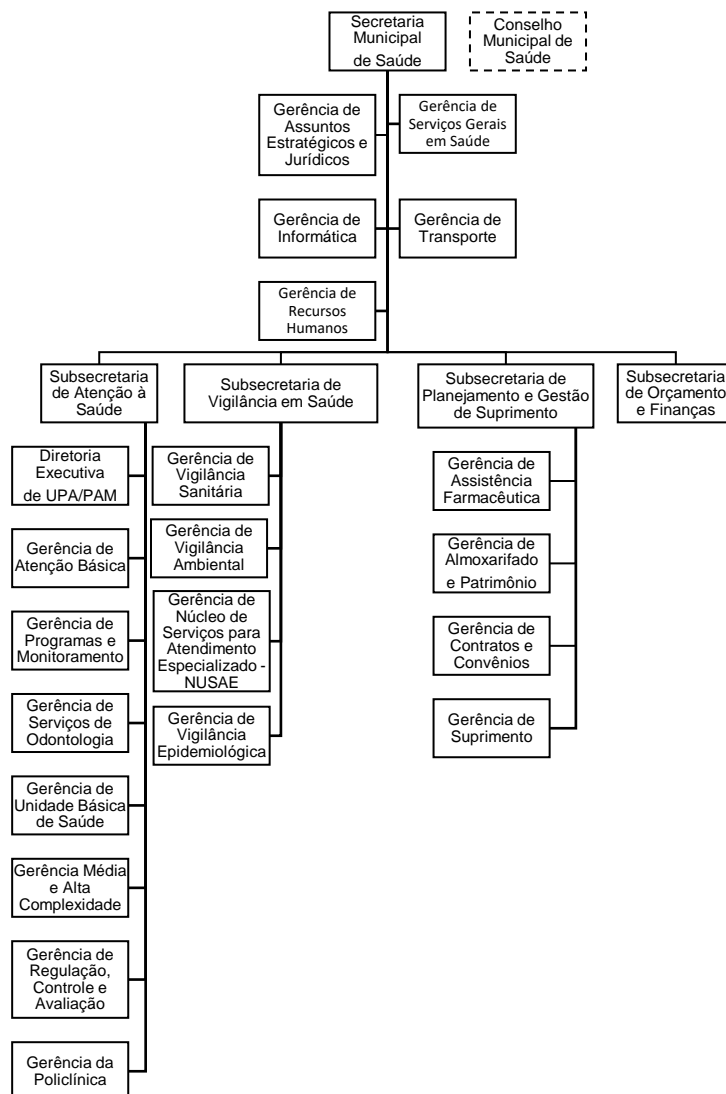 Secretaria
Municipal
de Saúde
Conselho
Municipal de
Saúde
Gerência de
Assuntos
Estratégicos e
Jurídicos
Gerência de
Serviços Gerais
em Saúde
Gerência de
Informática
Gerência de
Transporte
Gerência de
Recursos
Humanos
Subsecretaria
de Atenção à
Saúde
Subsecretaria de
Vigilância em Saúde
Subsecretaria de
Planejamento e Gestão
de Suprimento
Subsecretaria
de Orçamento
e Finanças
Diretoria
Executiva
de UPA/PAM
Gerência de
Atenção Básica
Gerência de
Programas e
Monitoramento
Gerência de
Serviços de
Odontologia
Gerência de
Unidade Básica
de Saúde
Gerência Média
e Alta
Complexidade
Gerência de
Regulação,
Controle e
Avaliação
Gerência da
Policlínica
Gerência de
Vigilância
Sanitária
Gerência de
Vigilância
Ambiental
Gerência de
Núcleo de
Serviços para
Atendimento
Especializado -
NUSAE
Gerência de
Vigilância
Epidemiológica
Gerência de
Assistência
Farmacêutica
Gerência de
Almoxarifado
e Patrimônio
Gerência de
Contratos e
Convênios
Gerência de
Suprimento